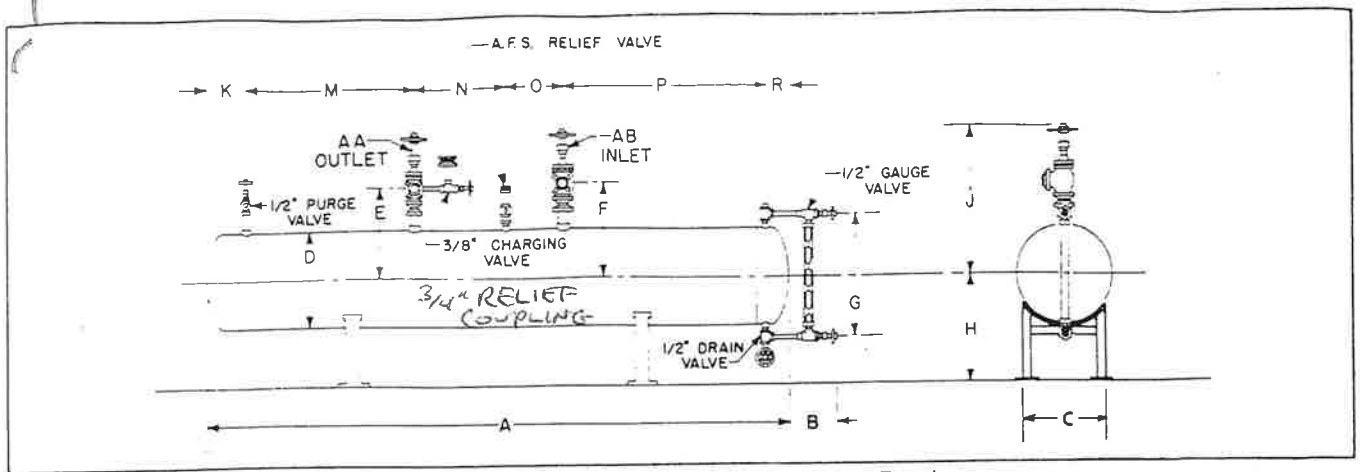 —A.F.S. RELIEF VALVE
K M N O P R
AA
OUTLET
—AB
INLET
—1/2" GAUGE
VALVE
1/2" PURGE
VALVE
E
F
J
D
—3/8" CHARGING
VALVE
3/4" RELIEF
COUPLING
G
H
1/2" DRAIN
VALVE
A
B
C